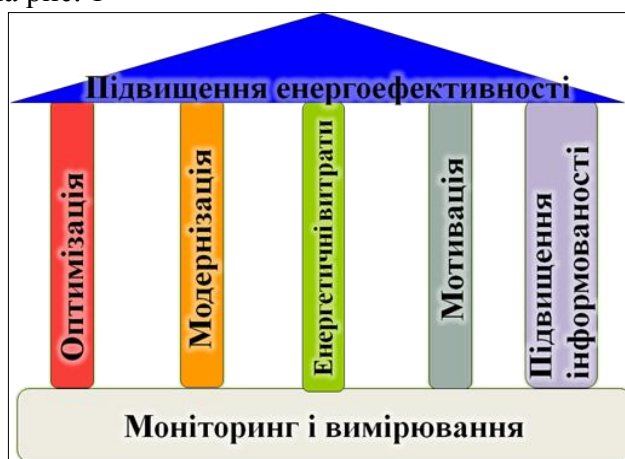 на рис. 1
Підвищення енергоефективності
Оптимізація
Модернізація
Енергетичні витрати
Мотивація
Підвищення
інформованості
Моніторинг і вимірювання